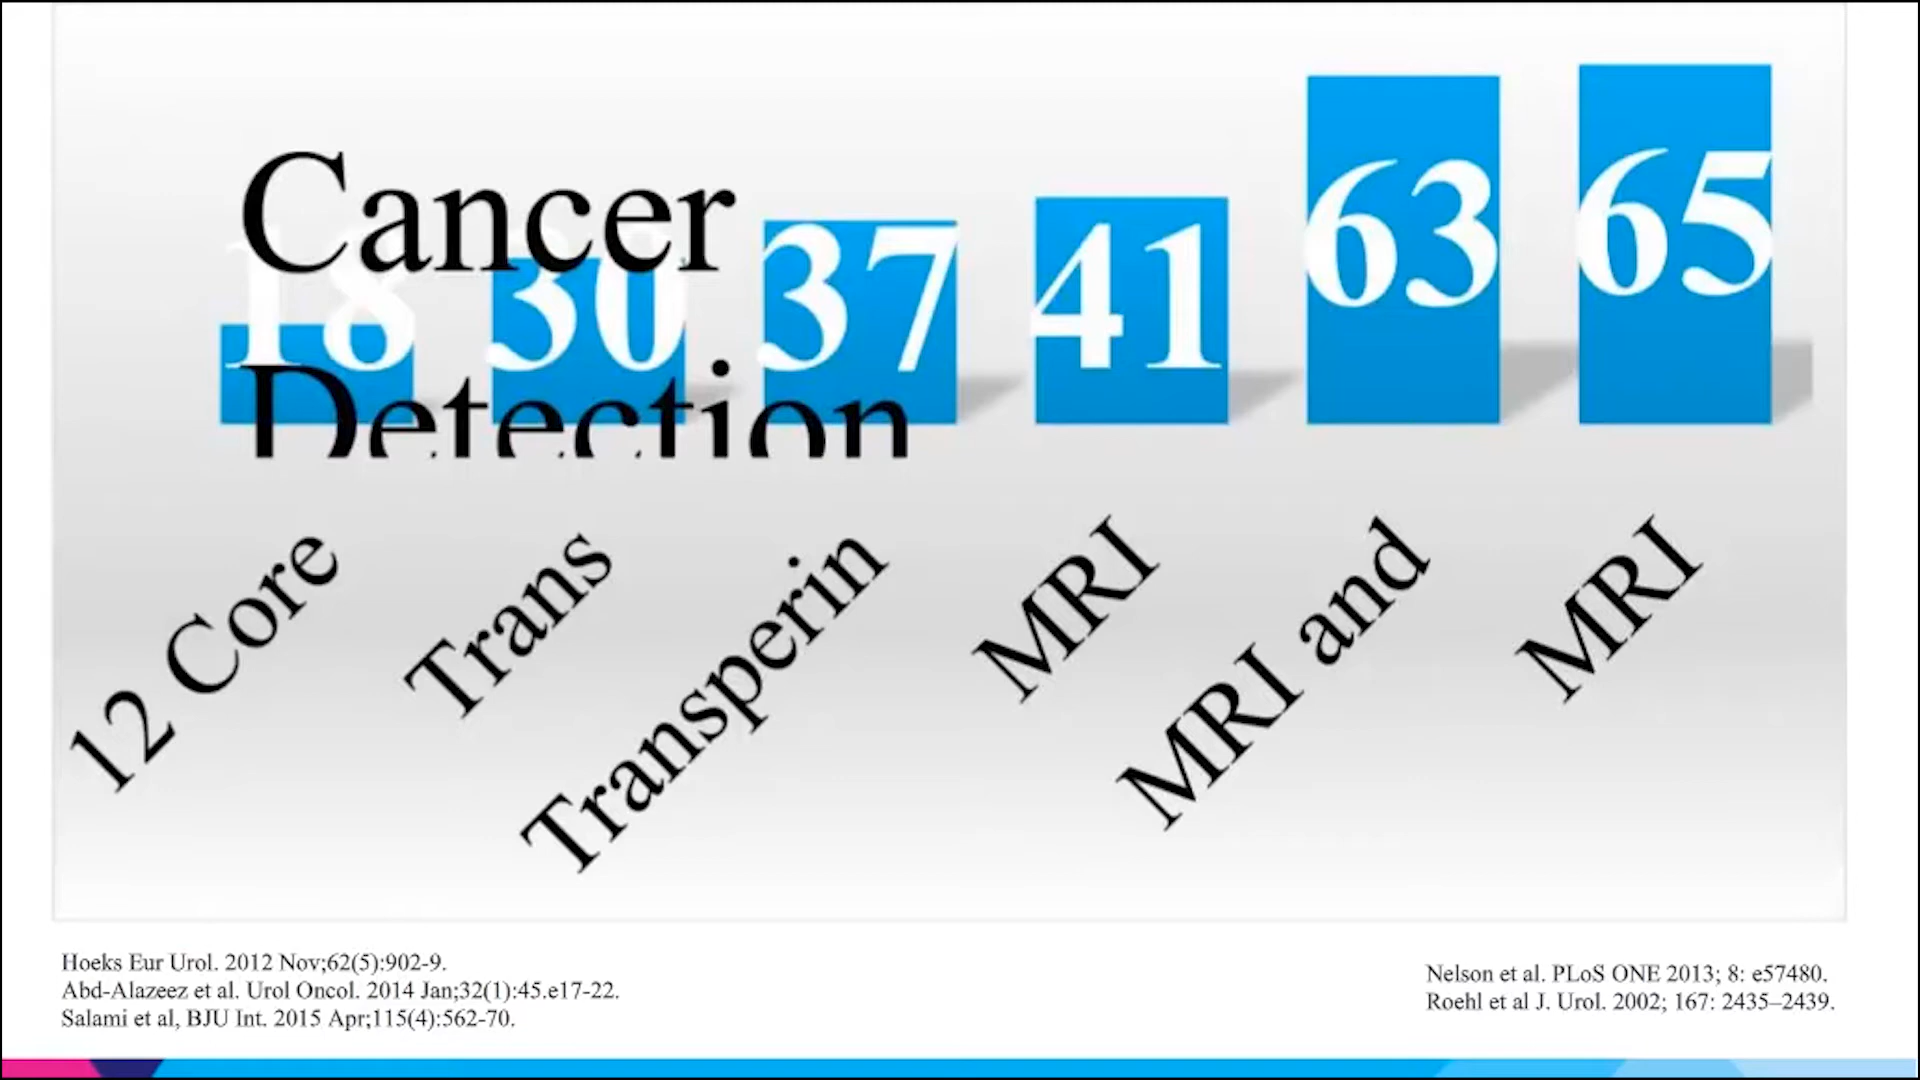 Cancer
Detection
18 30 37 41 63 65
12 Core
Trans
Transperin
MRI
MRI and
MRI
Hoeks Eur Urol. 2012 Nov;62(5):902-9.
Abd-Alazeez et al. Urol Oncol. 2014 Jan;32(1):45.e17-22.
Salami et al, BJU Int. 2015 Apr;115(4):562-70.
Nelson et al. PLoS ONE 2013; 8: e57480.
Roehl et al J. Urol. 2002; 167: 2435–2439.